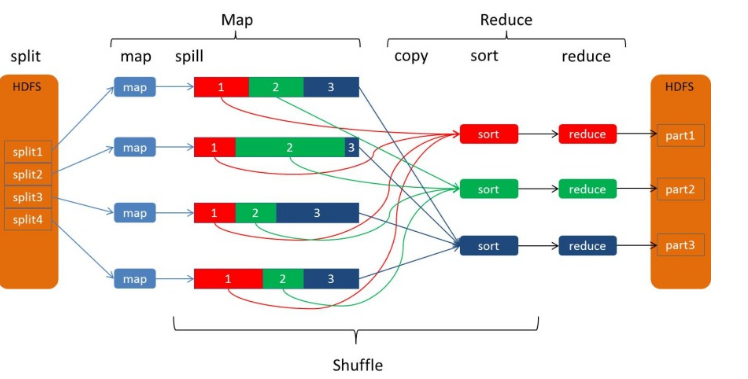 Map Reduce
split map spill copy sort reduce
HDFS HDFS
map 1 2 3
sort reduce part1
split1 map 1 2 3
split2
sort reduce part2
split3 map 1 2 3
split4
sort reduce part3
map 1 2 3
Shuffle